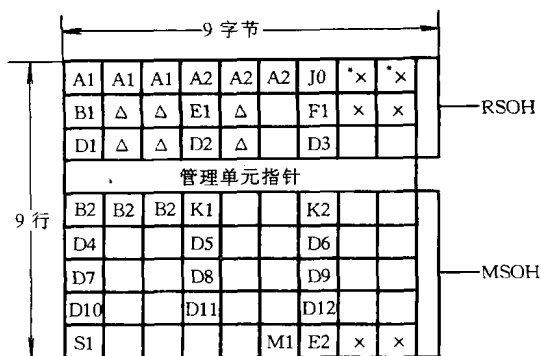 9 字节
A1 A1 A1 A2 A2 A2 J0 *× *×
B1 △ △ E1 △ F1 × ×
RSOH
D1 △ △ D2 △ D3
管理单元指针
9 行
B2 B2 B2 K1 K2
D4 D5 D6
D7 D8 D9
MSOH
D10 D11 D12
S1 M1 E2 × ×